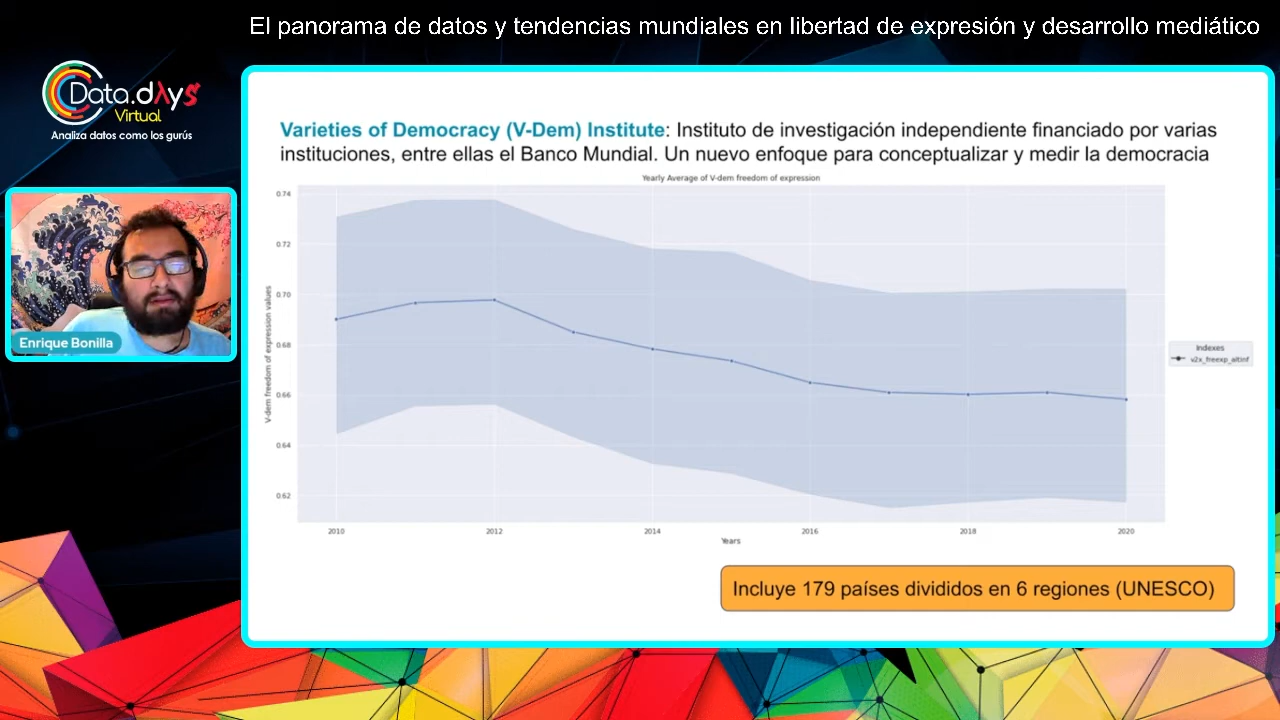 El panorama de datos y tendencias mundiales en libertad de expresión y desarrollo mediático
Data.dAys
Virtual
Analiza datos como los gurús
Enrique Bonilla
Varieties of Democracy (V-Dem) Institute: Instituto de investigación independiente financiado por varias
instituciones, entre ellas el Banco Mundial. Un nuevo enfoque para conceptualizar y medir la democracia
Yearly Average of V-dem freedom of expression
0.74
0.72
0.70
0.68
0.66
0.64
0.62
V-dem freedom of expression values
2010 2012 2014 2016 2018 2020
Years
Indexes
v2x_freexp_altinf
Incluye 179 países divididos en 6 regiones (UNESCO)